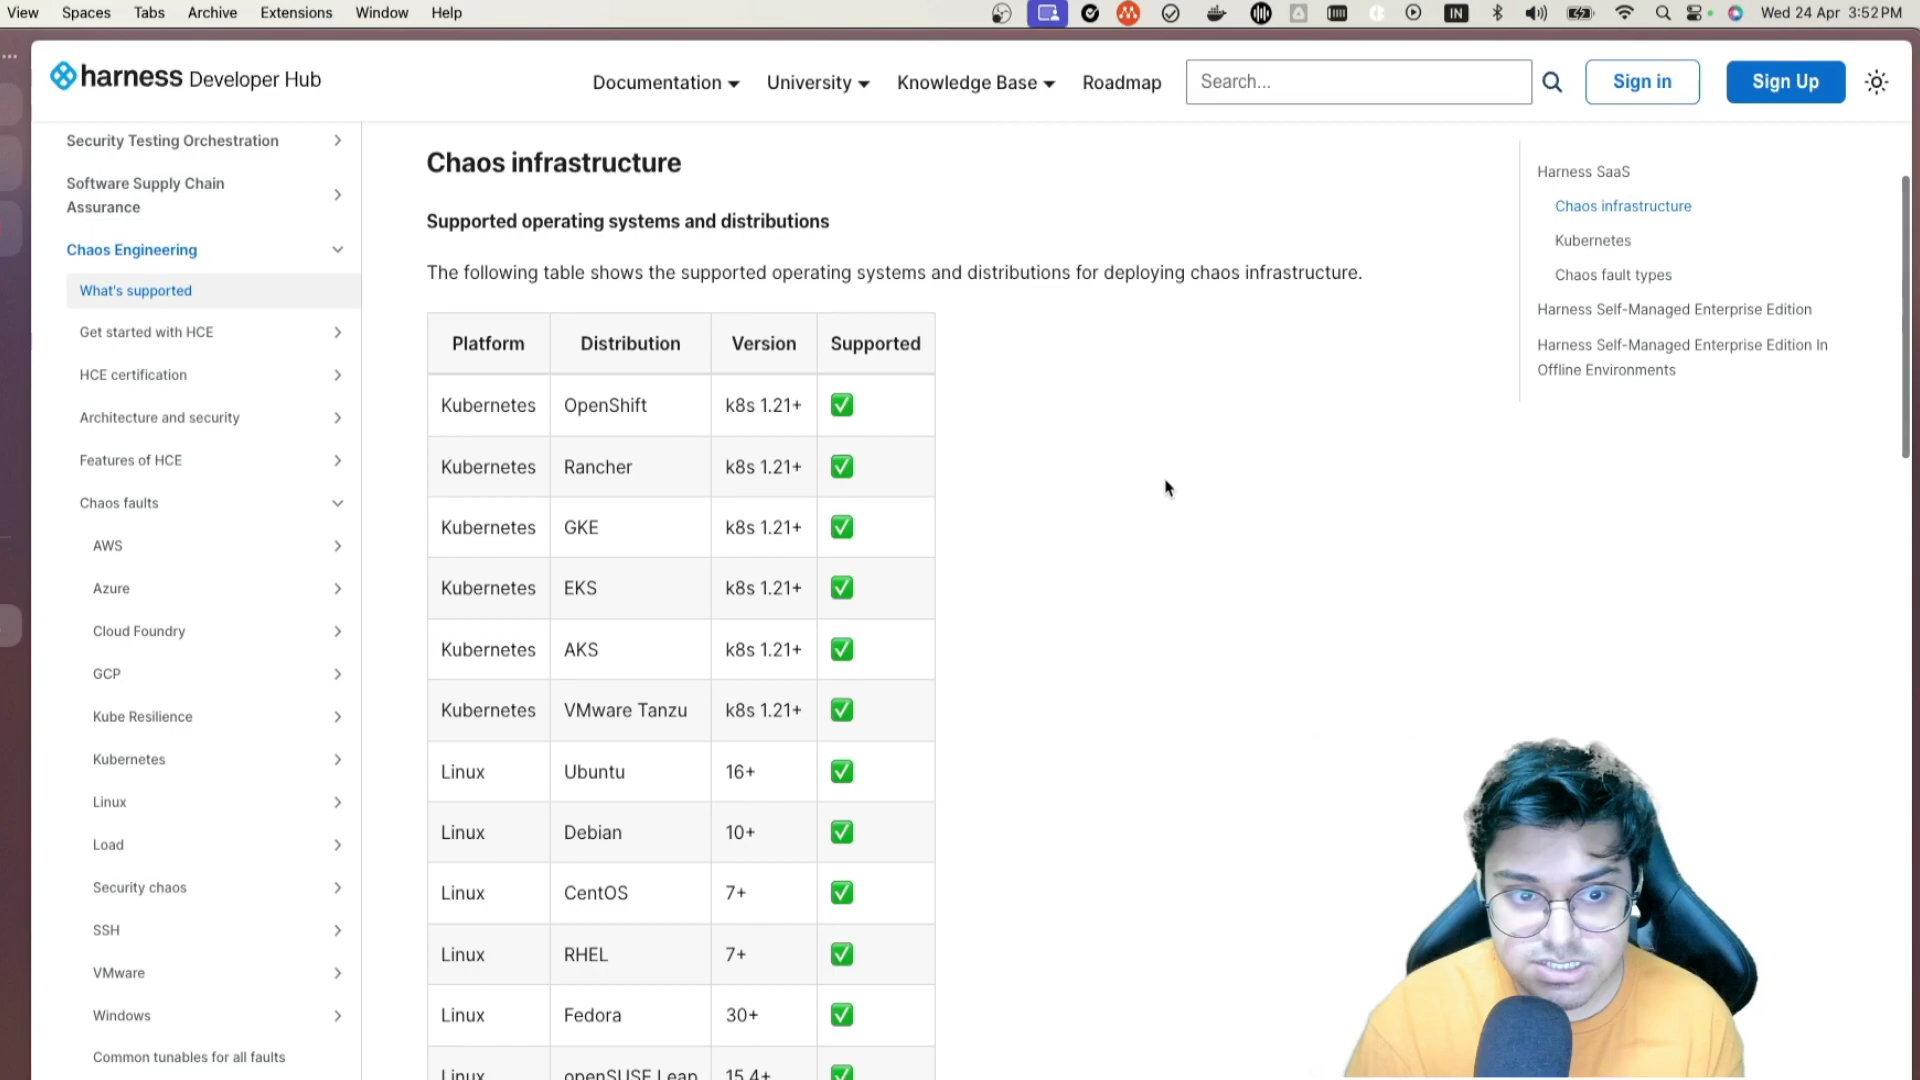 View Spaces Tabs Archive Extensions Window Help
IN
Wed 24 Apr 3:52 PM
harness Developer Hub
Documentation
University
Knowledge Base
Roadmap
Search...
Sign in
Sign Up
Security Testing Orchestration
Software Supply Chain
Assurance
Chaos Engineering
What's supported
Get started with HCE
HCE certification
Architecture and security
Features of HCE
Chaos faults
AWS
Azure
Cloud Foundry
GCP
Kube Resilience
Kubernetes
Linux
Load
Security chaos
SSH
VMware
Windows
Common tunables for all faults
Chaos infrastructure
Supported operating systems and distributions
The following table shows the supported operating systems and distributions for deploying chaos infrastructure.
Platform Distribution Version Supported
Kubernetes OpenShift k8s 1.21+ ✅
Kubernetes Rancher k8s 1.21+ ✅
Kubernetes GKE k8s 1.21+ ✅
Kubernetes EKS k8s 1.21+ ✅
Kubernetes AKS k8s 1.21+ ✅
Kubernetes VMware Tanzu k8s 1.21+ ✅
Linux Ubuntu 16+ ✅
Linux Debian 10+ ✅
Linux CentOS 7+ ✅
Linux RHEL 7+ ✅
Linux Fedora 30+ ✅
Linux openSUSE Leap 15.4+ ✅
Harness SaaS
Chaos infrastructure
Kubernetes
Chaos fault types
Harness Self-Managed Enterprise Edition
Harness Self-Managed Enterprise Edition In
Offline Environments